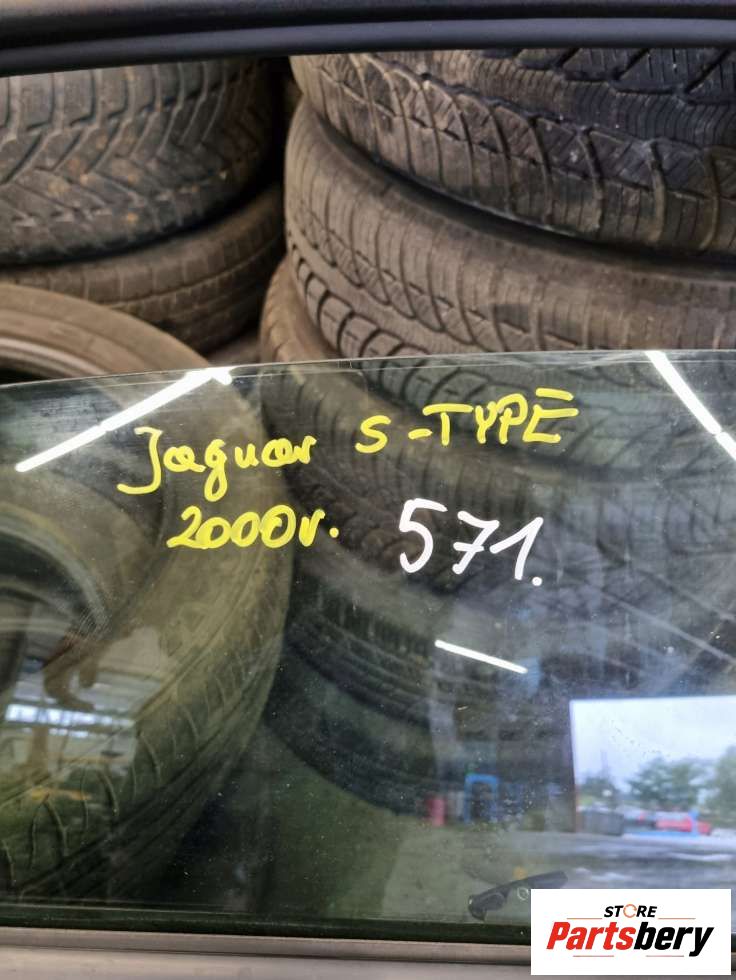 Jaguar S-TYPE
2000r. 571.
STORE
Partsbery